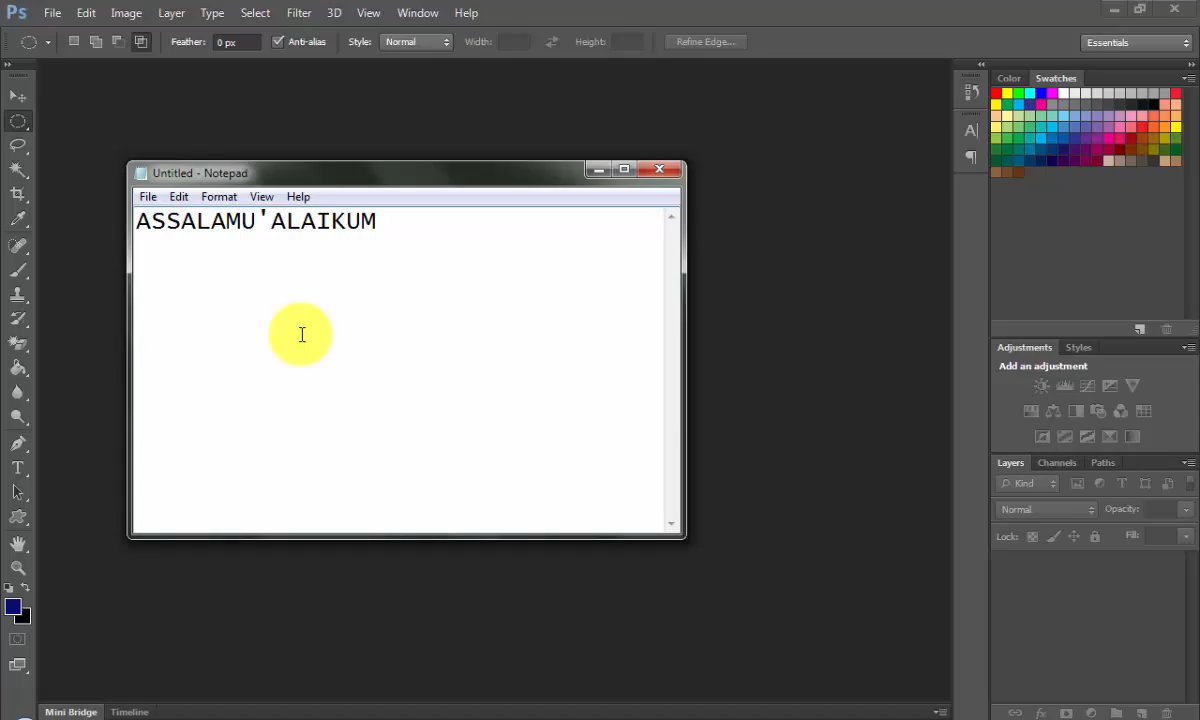 Ps File Edit Image Layer Type Select Filter 3D View Window Help
Feather: 0 px Anti-alias Style: Normal Width: Height: Refine Edge... Essentials
Color Swatches
Untitled - Notepad
File Edit Format View Help
ASSALAMU'ALAIKUM
Adjustments Styles
Add an adjustment
Layers Channels Paths
Kind
Normal Opacity:
Lock: Fill:
Mini Bridge Timeline